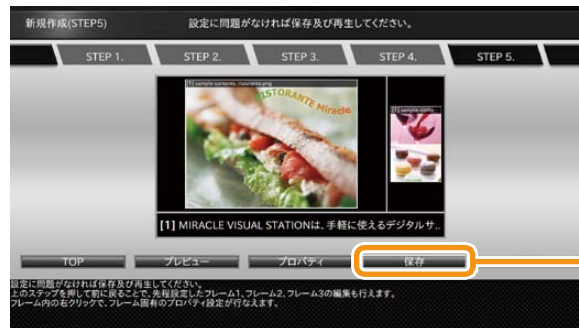 新規作成(STEP5)
設定に問題がなければ保存及び再生してください。
STEP 1.
STEP 2.
STEP 3.
STEP 4.
STEP 5.
RISTORANTE Miracle
[1] MIRACLE VISUAL STATIONは、手軽に使えるデジタルサ..
TOP
プレビュー
プロパティ
保存
設定に問題がなければ保存及び再生してください。
上のステップを押して前に戻ることで、先程設定したフレーム1、フレーム2、フレーム3の編集も行えます。
フレーム内の右クリックで、フレーム固有のプロパティ設定が行なえます。